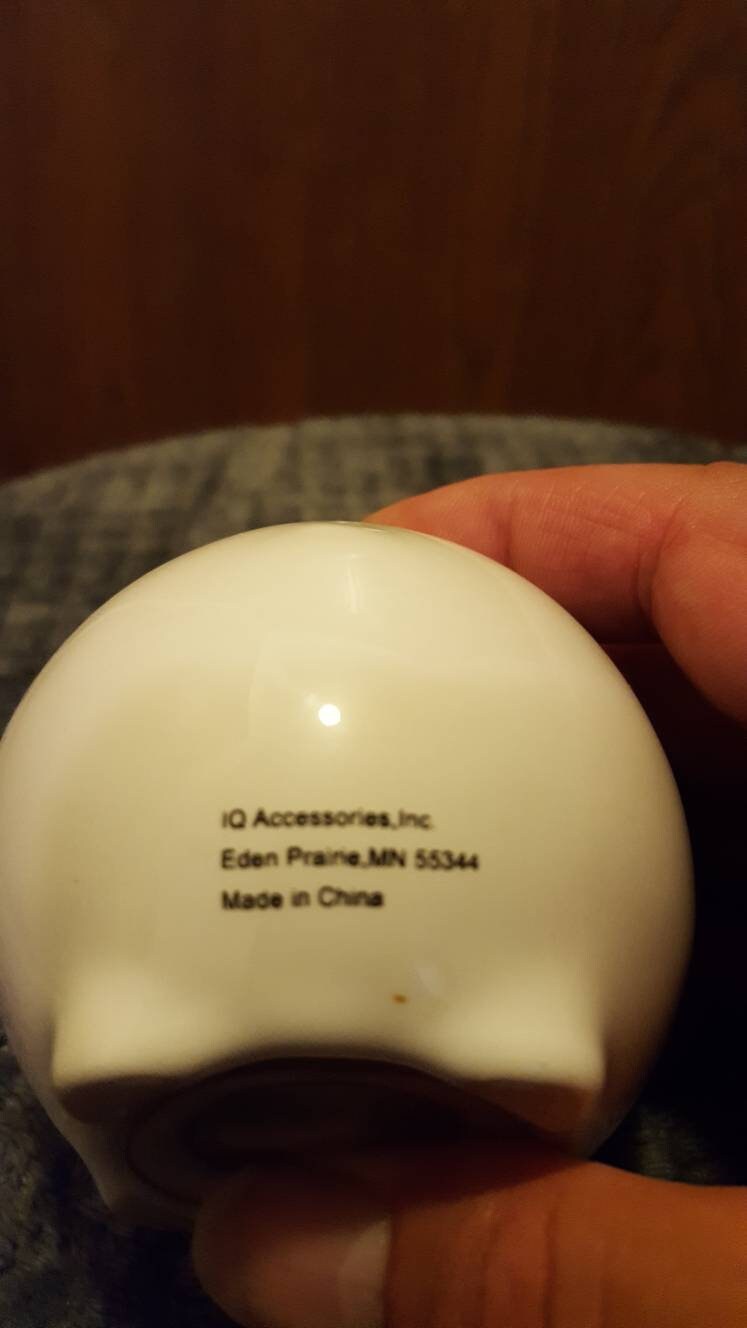 IQ Accessories,Inc.
Eden Prairie,MN 55344
Made in China